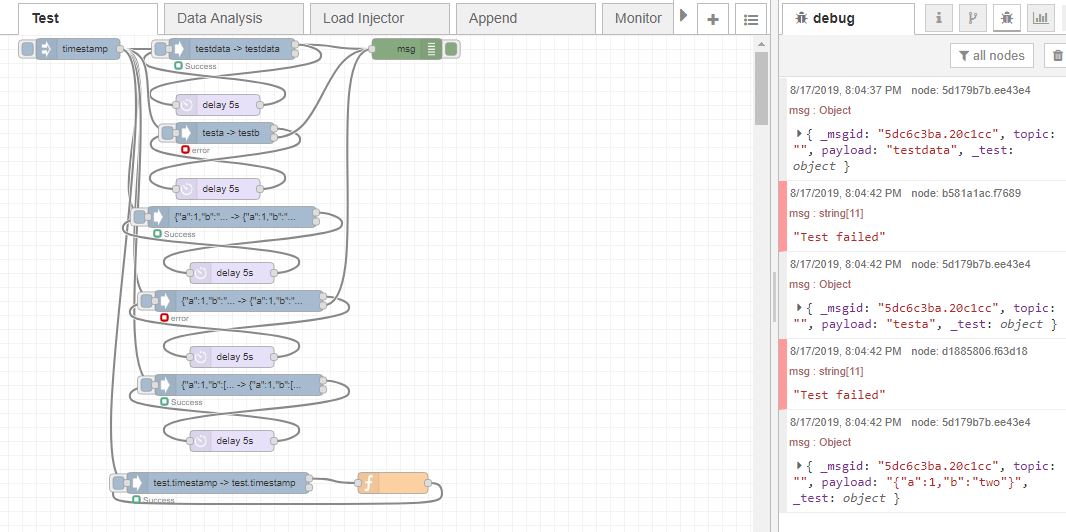 Test
Data Analysis
Load Injector
Append
Monitor
timestamp
testdata -> testdata
Success
msg
delay 5s
testa -> testb
error
delay 5s
{"a":1,"b":"... -> {"a":1,"b":"...
Success
delay 5s
{"a":1,"b":"... -> {"a":1,"b":"...
error
delay 5s
{"a":1,"b":[... -> {"a":1,"b":[...
Success
delay 5s
test.timestamp -> test.timestamp
f
Success
debug
i
all nodes
8/17/2019, 8:04:37 PM node: 5d179b7b.ee43e4
msg : Object
{ _msgid: "5dc6c3ba.20c1cc", topic:
"", payload: "testdata", _test:
object }
8/17/2019, 8:04:42 PM node: b581a1ac.f7689
msg : string[11]
"Test failed"
8/17/2019, 8:04:42 PM node: 5d179b7b.ee43e4
msg : Object
{ _msgid: "5dc6c3ba.20c1cc", topic:
"", payload: "testa", _test: object }
8/17/2019, 8:04:42 PM node: d1885806.f63d18
msg : string[11]
"Test failed"
8/17/2019, 8:04:42 PM node: 5d179b7b.ee43e4
msg : Object
{ _msgid: "5dc6c3ba.20c1cc", topic:
"", payload: "{"a":1,"b":"two"}",
_test: object }